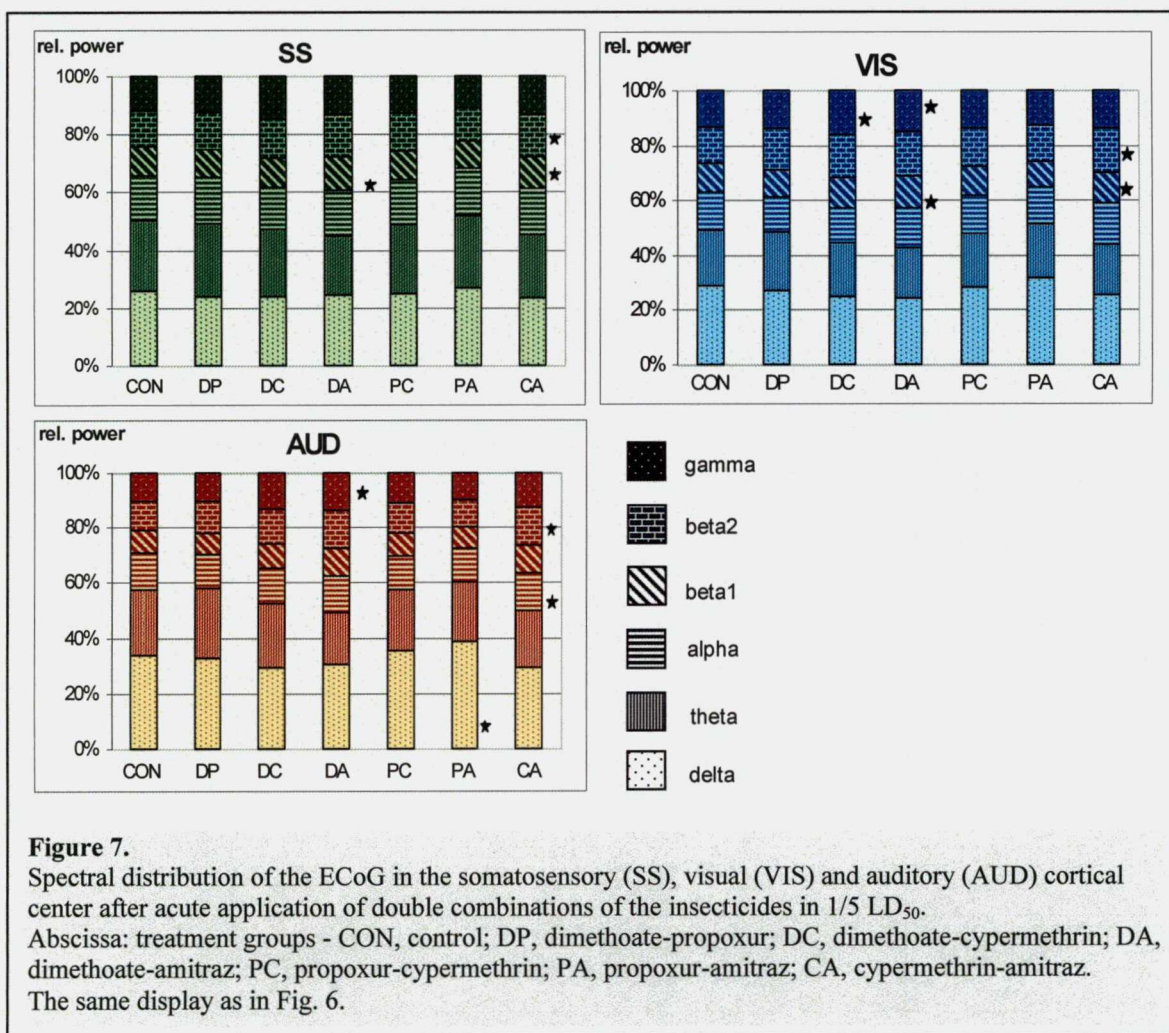 rel. power
SS
100%
80%
60%
40%
20%
0%
CON DP DC DA PC PA CA
rel. power
VIS
100%
80%
60%
40%
20%
0%
CON DP DC DA PC PA CA
rel. power
AUD
100%
80%
60%
40%
20%
0%
CON DP DC DA PC PA CA
gamma
beta2
beta1
alpha
theta
delta
Figure 7.
Spectral distribution of the ECoG in the somatosensory (SS), visual (VIS) and auditory (AUD) cortical
center after acute application of double combinations of the insecticides in 1/5 LD₅₀.
Abscissa: treatment groups - CON, control; DP, dimethoate-propoxur; DC, dimethoate-cypermethrin; DA,
dimethoate-amitraz; PC, propoxur-cypermethrin; PA, propoxur-amitraz; CA, cypermethrin-amitraz.
The same display as in Fig. 6.